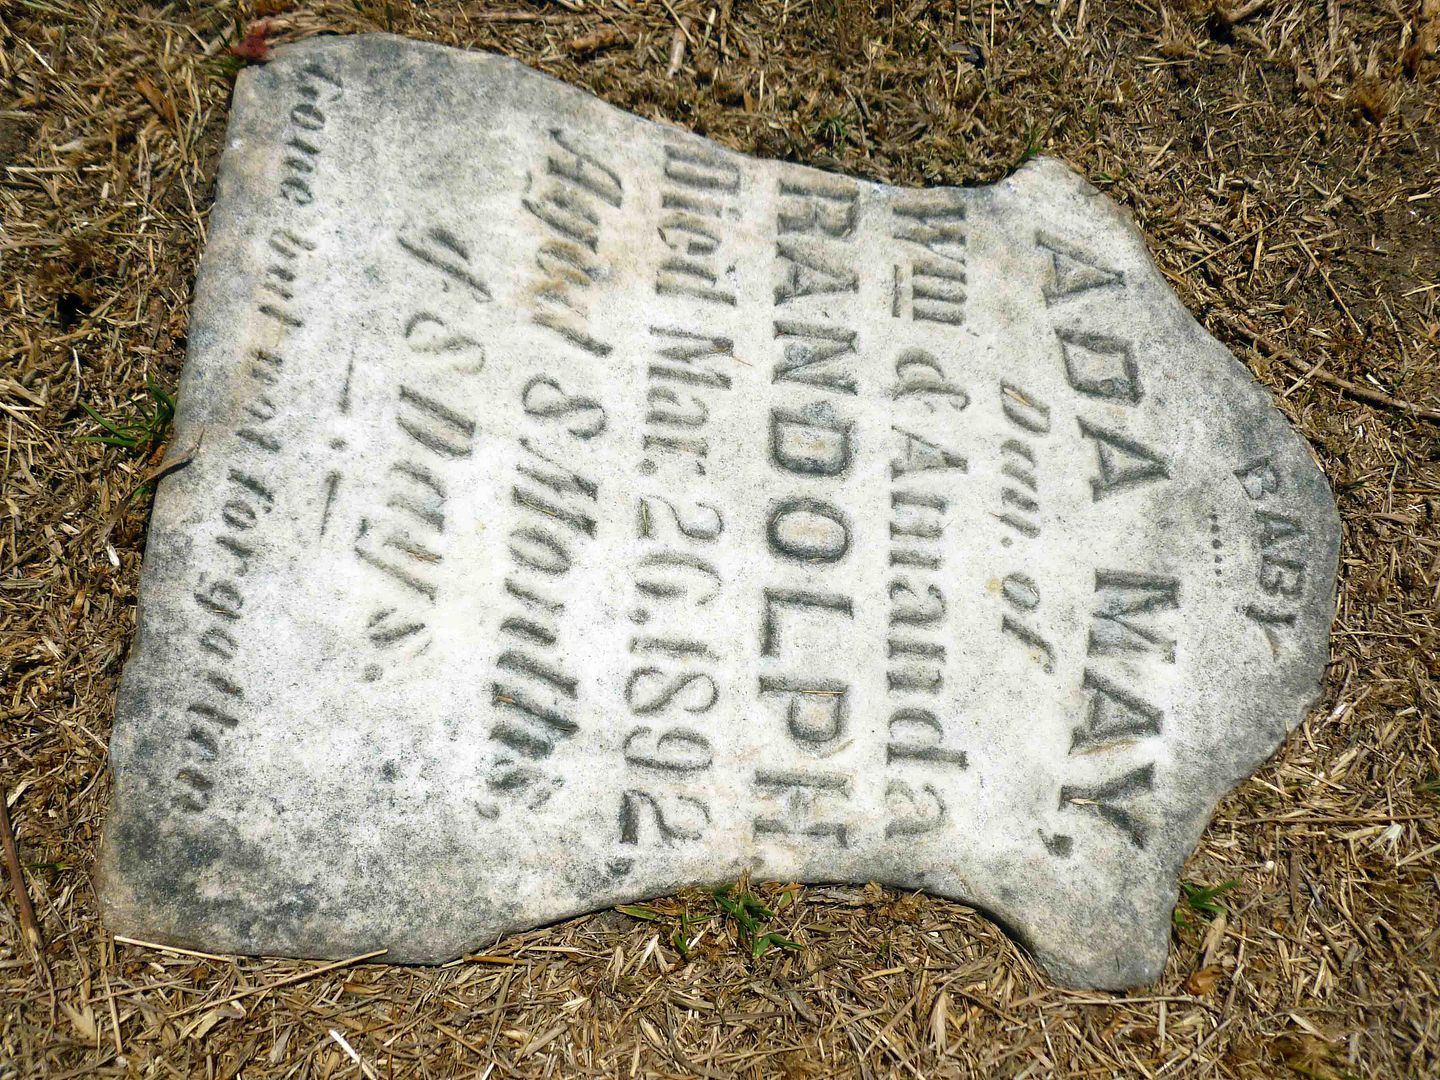 BABY
ADA MAY,
Dau. of
Wm & Amanda
RANDOLPH
Died Mar. 26. 1892
Aged 8 Months,
& 8 Days.
Gone but not forgotten